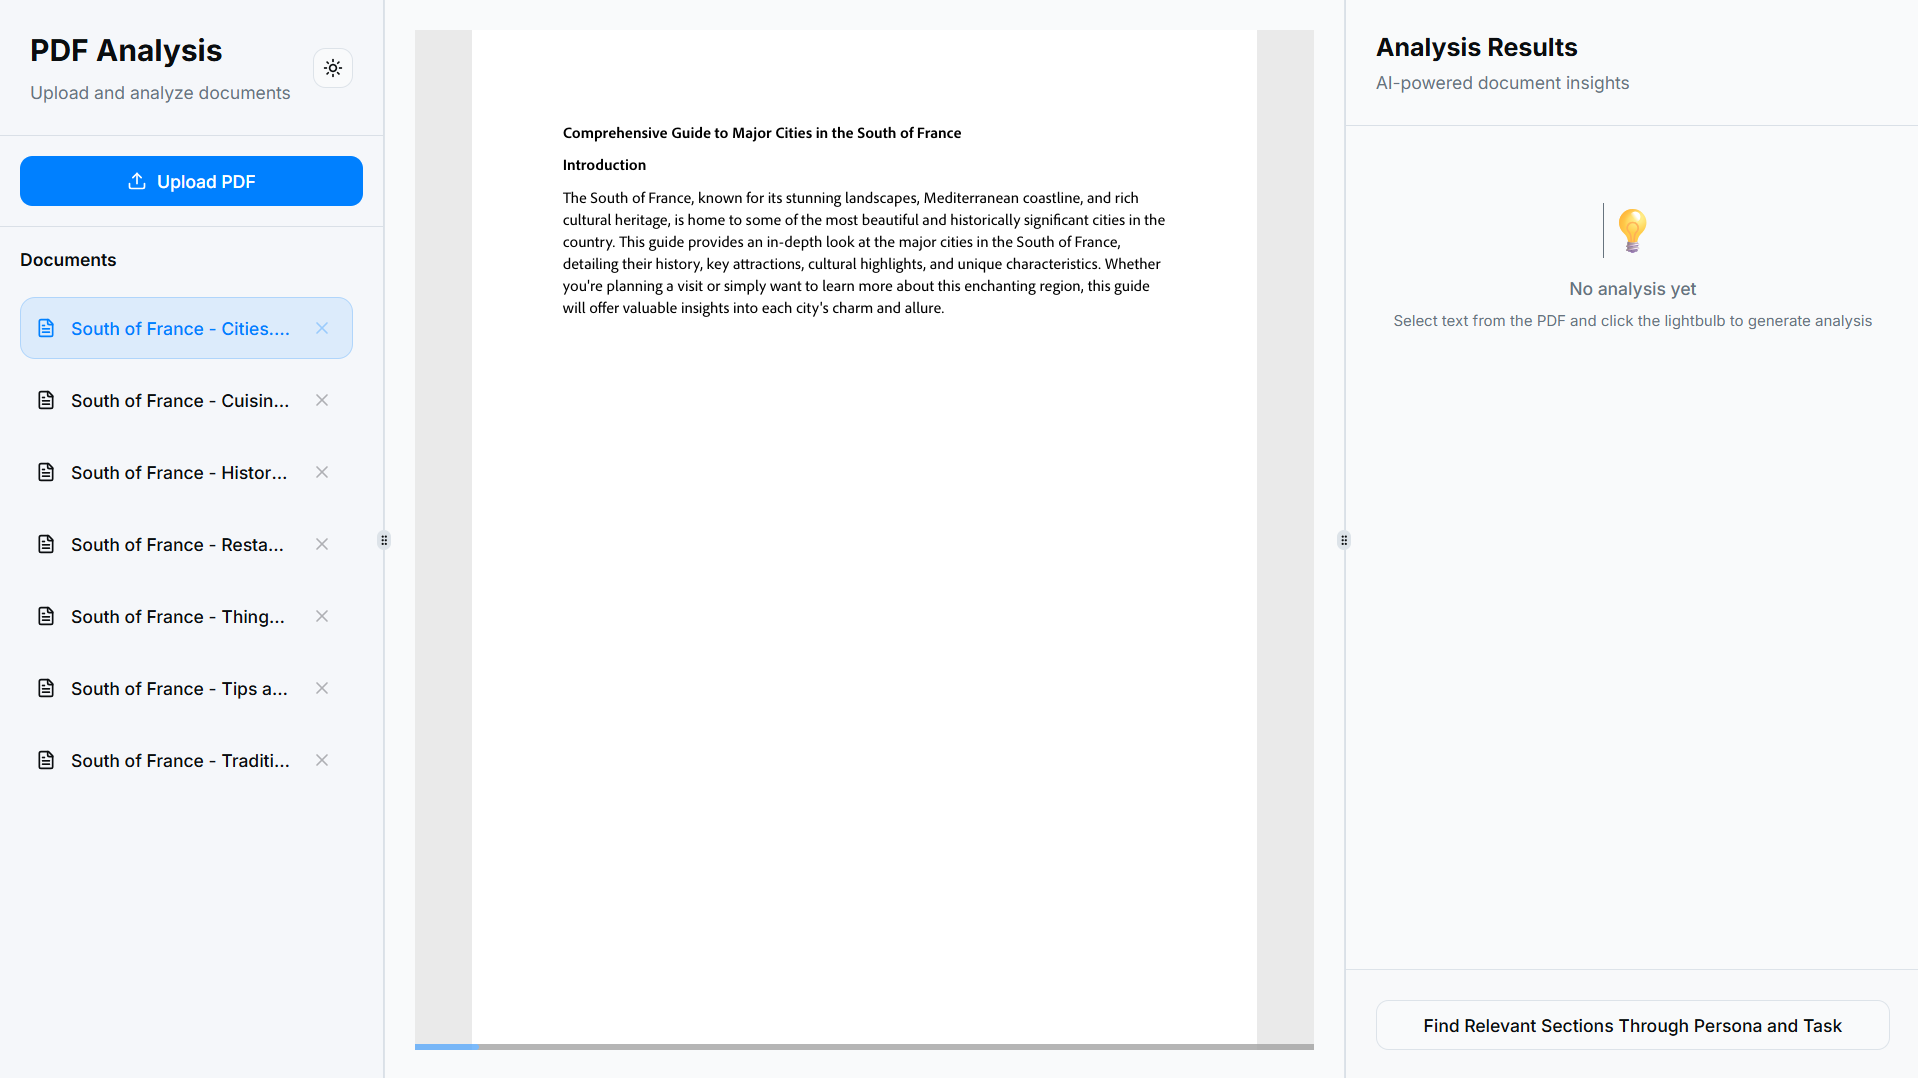 PDF Analysis
Upload and analyze documents
Upload PDF
Documents
South of France - Cities....
South of France - Cuisin...
South of France - Histor...
South of France - Resta...
South of France - Thing...
South of France - Tips a...
South of France - Traditi...
Comprehensive Guide to Major Cities in the South of France
Introduction
The South of France, known for its stunning landscapes, Mediterranean coastline, and rich
cultural heritage, is home to some of the most beautiful and historically significant cities in the
country. This guide provides an in-depth look at the major cities in the South of France,
detailing their history, key attractions, cultural highlights, and unique characteristics. Whether
you're planning a visit or simply want to learn more about this enchanting region, this guide
will offer valuable insights into each city's charm and allure.
Analysis Results
AI-powered document insights
No analysis yet
Select text from the PDF and click the lightbulb to generate analysis
Find Relevant Sections Through Persona and Task